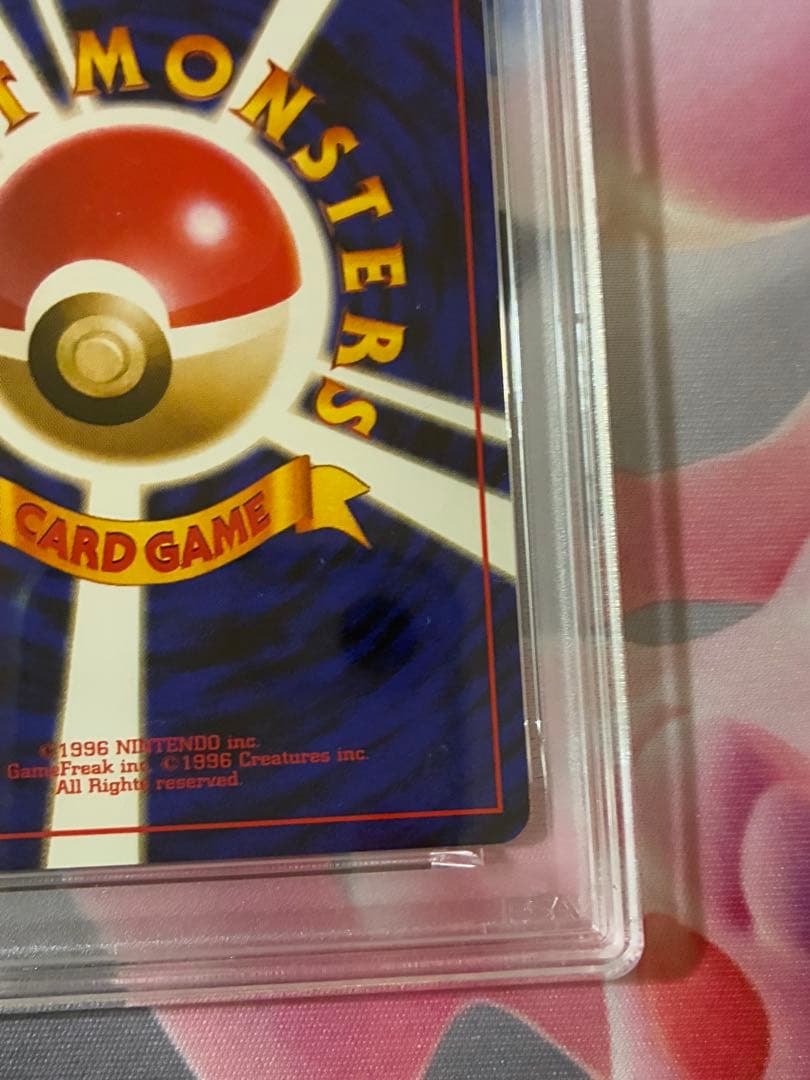 T MONSTERS
CARD GAME
©1996 NINTENDO inc.
GameFreak inc. ©1996 Creatures inc.
All Rights reserved.